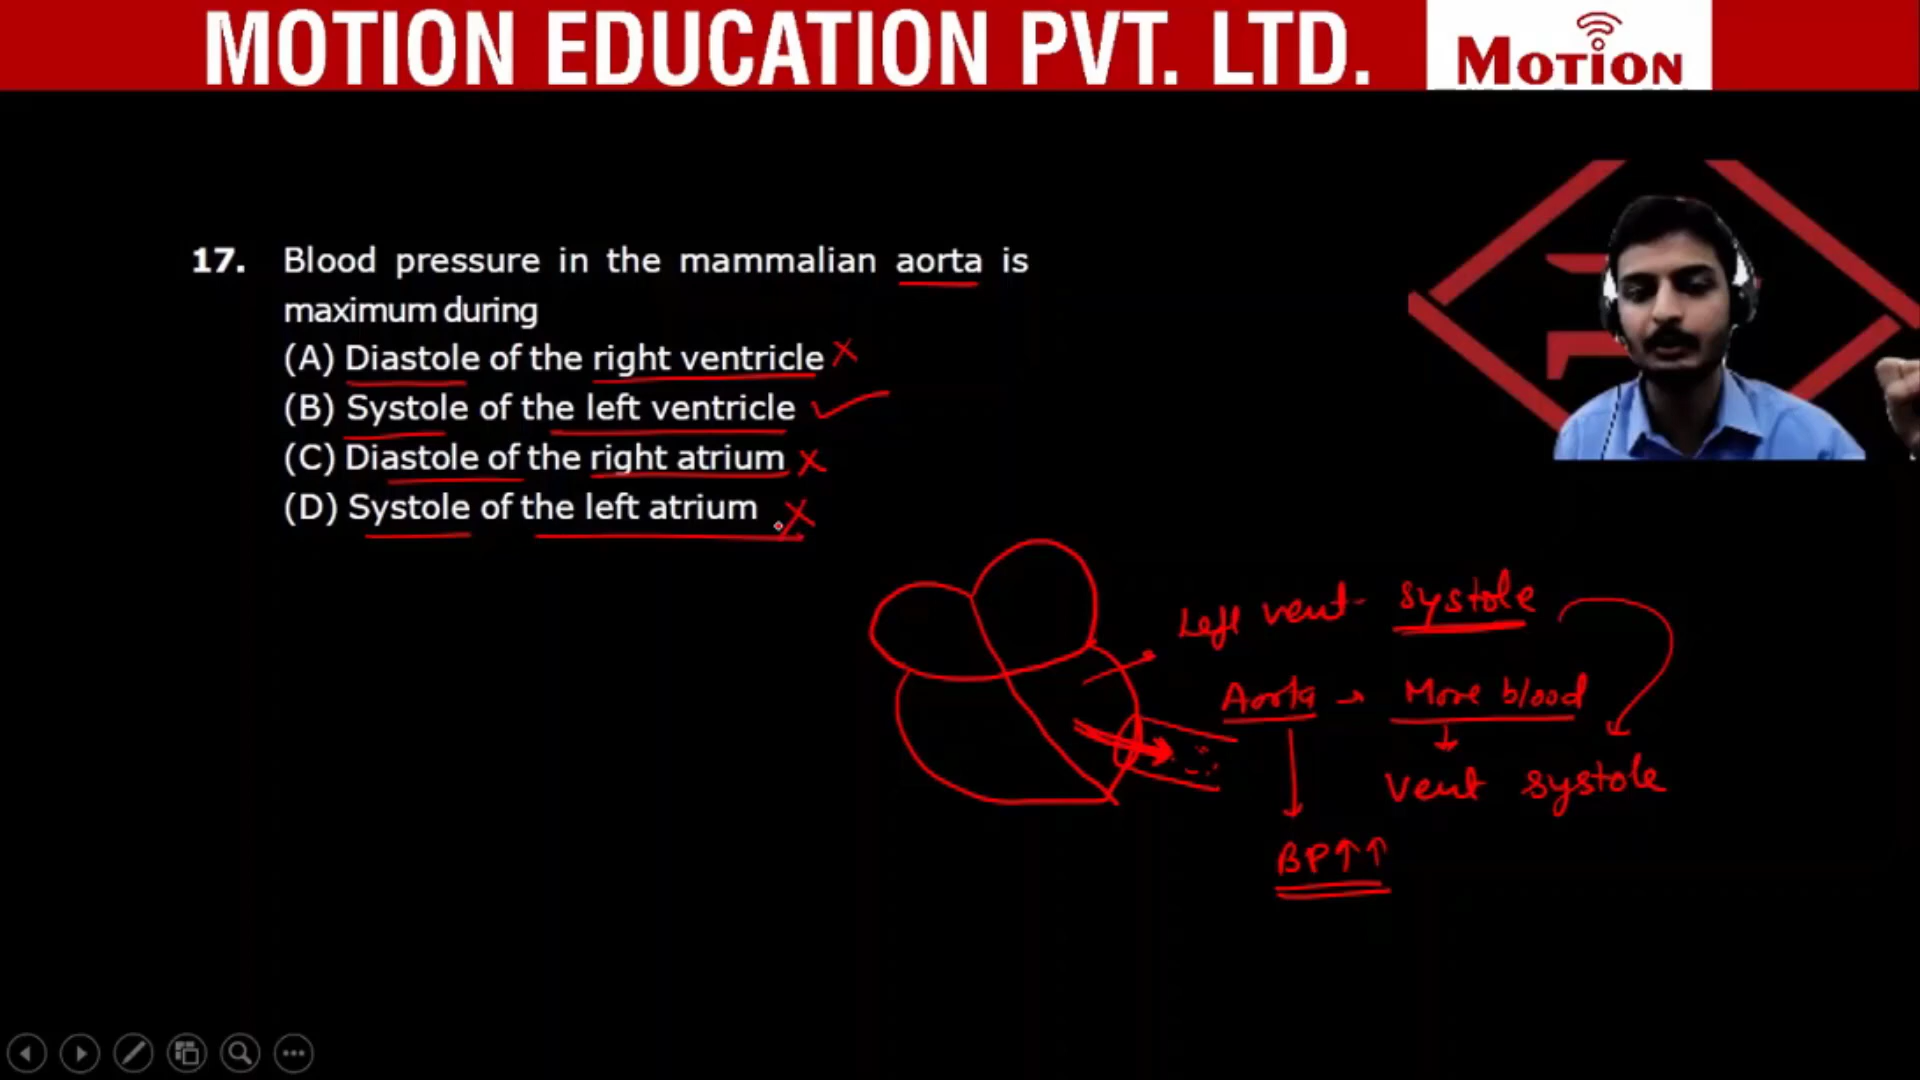 MOTION EDUCATION PVT. LTD.
MOTION
17. Blood pressure in the mammalian aorta is
maximum during
(A) Diastole of the right ventricle
(B) Systole of the left ventricle
(C) Diastole of the right atrium
(D) Systole of the left atrium
Left vent- systole
Aorta → More blood
Vent systole
BP↑↑